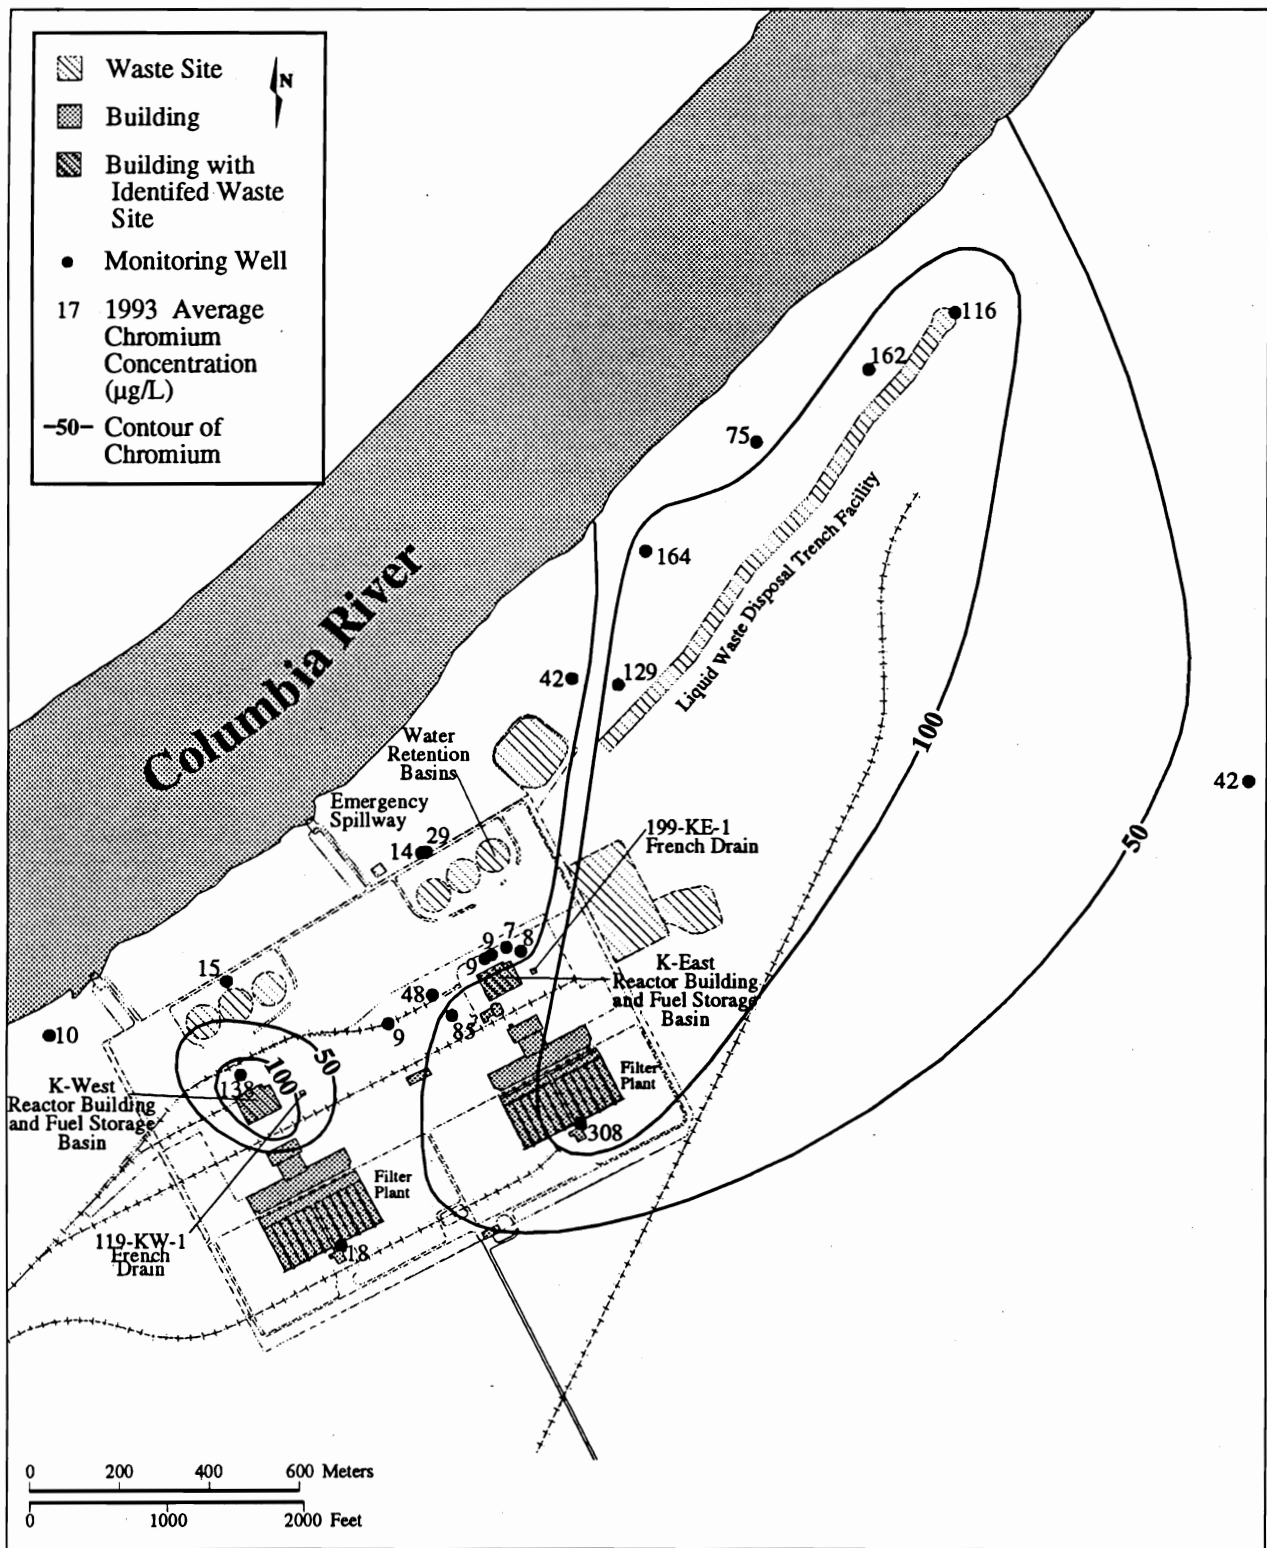 Waste Site
N
Building
Building with
Identifed Waste
Site
Monitoring Well
17 1993 Average
Chromium
Concentration
(µg/L)
-50- Contour of
Chromium
Columbia River
116
162
75
164
Liquid Waste Disposal Trench Facility
42
129
100
42
50
Water
Retention
Basins
Emergency
Spillway
14
29
199-KE-1
French Drain
9
9
7
8
K-East
Reactor Building
and Fuel Storage
Basin
15
48
85
9
10
50
100
138
K-West
Reactor Building
and Fuel Storage
Basin
Filter
Plant
308
Filter
Plant
119-KW-1
French
Drain
18
0 200 400 600 Meters
0 1000 2000 Feet